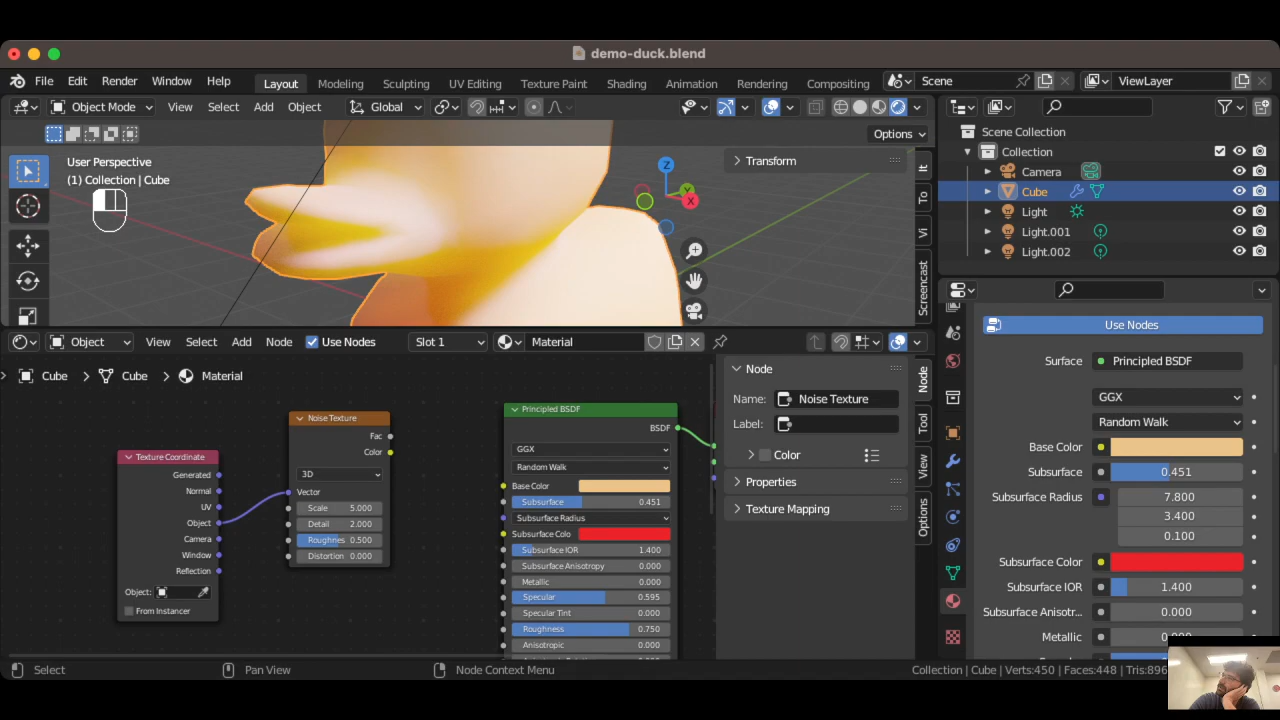 demo-duck.blend
File Edit Render Window Help Layout Modeling Sculpting UV Editing Texture Paint Shading Animation Rendering Compositing Scene ViewLayer
Object Mode View Select Add Object Global
Options
User Perspective
(1) Collection | Cube
Transform
It
To
Vi
Screencast
Z
Y
X
Scene Collection
Collection
Camera
Cube
Light
Light.001
Light.002
Object View Select Add Node Use Nodes Slot 1 Material
Cube Cube Material
Texture Coordinate
Generated
Normal
UV
Object
Camera
Window
Reflection
Object:
From Instancer
Noise Texture
Fac
Color
3D
Vector
Scale 5.000
Detail 2.000
Roughness 0.500
Distortion 0.000
Principled BSDF
BSDF
GGX
Random Walk
Base Color
Subsurface 0.451
Subsurface Radius
Subsurface Colo
Subsurface IOR 1.400
Subsurface Anisotropy 0.000
Metallic 0.000
Specular 0.595
Specular Tint 0.000
Roughness 0.750
Anisotropic 0.000
Node
Name: Noise Texture
Label:
Color
Properties
Texture Mapping
Node
Tool
View
Options
Use Nodes
Surface Principled BSDF
GGX
Random Walk
Base Color
Subsurface 0.451
Subsurface Radius 7.800
3.400
0.100
Subsurface Color
Subsurface IOR 1.400
Subsurface Anisotr... 0.000
Metallic
Select Pan View Node Context Menu Collection | Cube | Verts:450 | Faces:448 | Tris:896